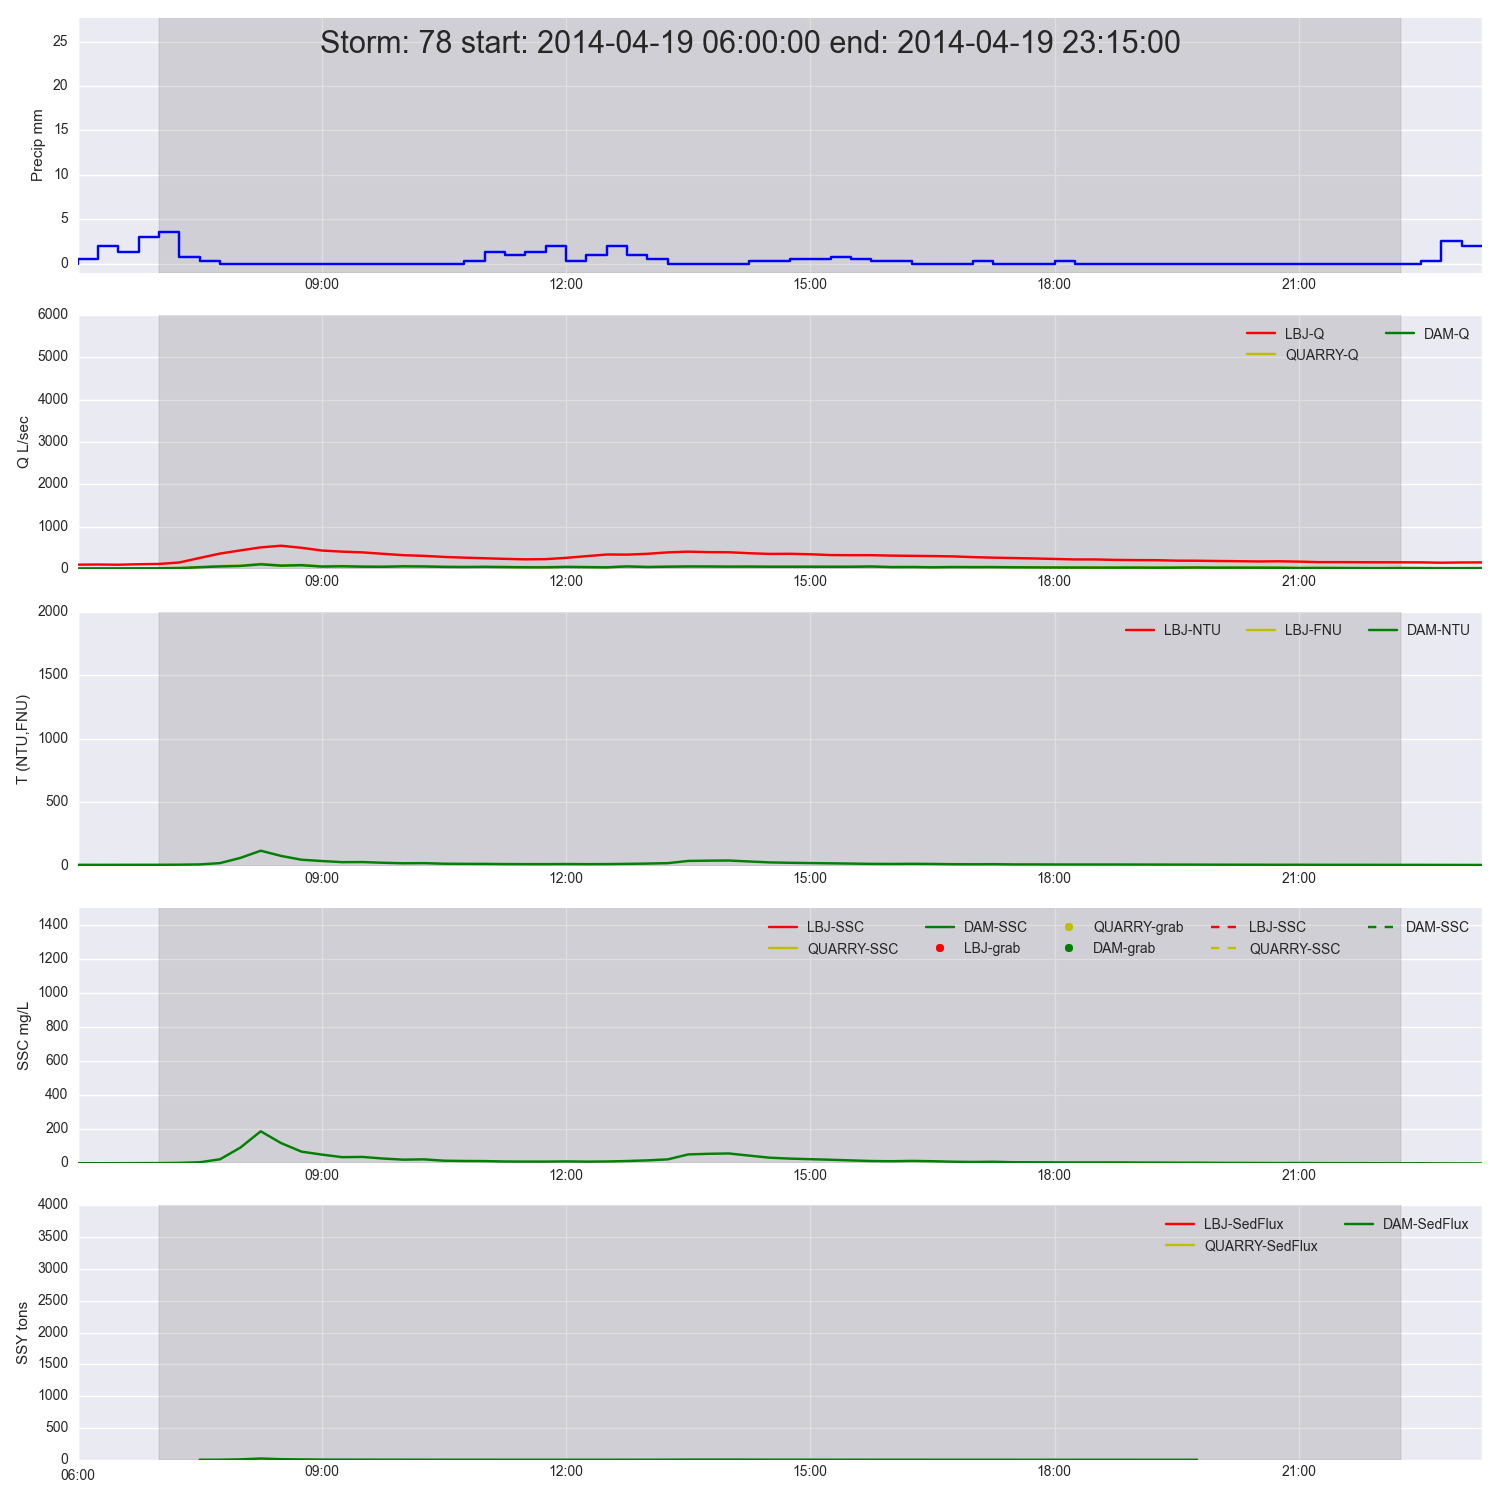 Storm: 78 start: 2014-04-19 06:00:00 end: 2014-04-19 23:15:00
Precip mm
25
20
15
10
5
0
09:00 12:00 15:00 18:00 21:00
Q L/sec
6000
5000
4000
3000
2000
1000
0
LBJ-Q DAM-Q
QUARRY-Q
09:00 12:00 15:00 18:00 21:00
T (NTU,FNU)
2000
1500
1000
500
0
LBJ-NTU LBJ-FNU DAM-NTU
09:00 12:00 15:00 18:00 21:00
SSC mg/L
1400
1200
1000
800
600
400
200
0
LBJ-SSC DAM-SSC QUARRY-grab LBJ-SSC DAM-SSC
QUARRY-SSC LBJ-grab DAM-grab QUARRY-SSC
09:00 12:00 15:00 18:00 21:00
SSY tons
4000
3500
3000
2500
2000
1500
1000
500
0
LBJ-SedFlux DAM-SedFlux
QUARRY-SedFlux
06:00 09:00 12:00 15:00 18:00 21:00